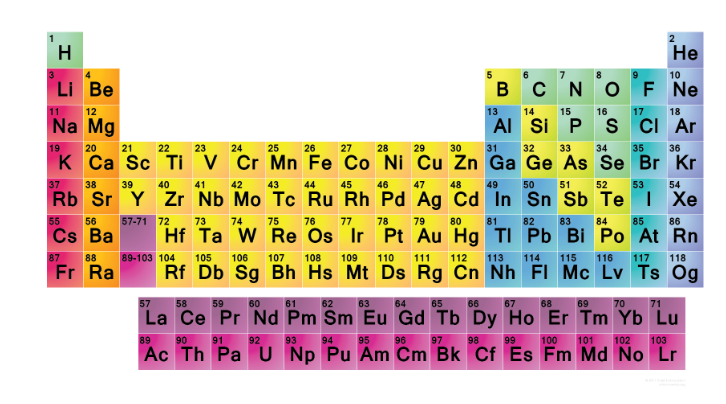 1 H 2 He
3 Li 4 Be 5 B 6 C 7 N 8 O 9 F 10 Ne
11 Na 12 Mg 13 Al 14 Si 15 P 16 S 17 Cl 18 Ar
19 K 20 Ca 21 Sc 22 Ti 23 V 24 Cr 25 Mn 26 Fe 27 Co 28 Ni 29 Cu 30 Zn 31 Ga 32 Ge 33 As 34 Se 35 Br 36 Kr
37 Rb 38 Sr 39 Y 40 Zr 41 Nb 42 Mo 43 Tc 44 Ru 45 Rh 46 Pd 47 Ag 48 Cd 49 In 50 Sn 51 Sb 52 Te 53 I 54 Xe
55 Cs 56 Ba 57-71 72 Hf 73 Ta 74 W 75 Re 76 Os 77 Ir 78 Pt 79 Au 80 Hg 81 Tl 82 Pb 83 Bi 84 Po 85 At 86 Rn
87 Fr 88 Ra 89-103 104 Rf 105 Db 106 Sg 107 Bh 108 Hs 109 Mt 110 Ds 111 Rg 112 Cn 113 Nh 114 Fl 115 Mc 116 Lv 117 Ts 118 Og
57 La 58 Ce 59 Pr 60 Nd 61 Pm 62 Sm 63 Eu 64 Gd 65 Tb 66 Dy 67 Ho 68 Er 69 Tm 70 Yb 71 Lu
89 Ac 90 Th 91 Pa 92 U 93 Np 94 Pu 95 Am 96 Cm 97 Bk 98 Cf 99 Es 100 Fm 101 Md 102 No 103 Lr